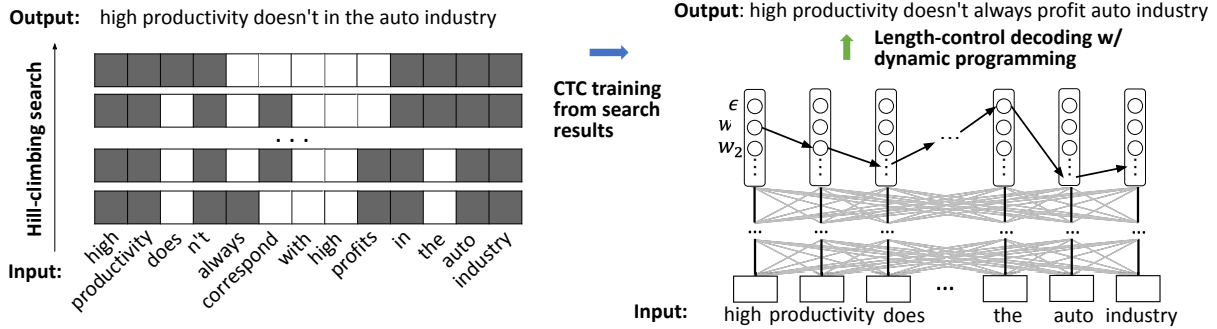 Output: high productivity doesn't in the auto industry
Hill-climbing search
. . .
Input:
high
productivity
does
n't
always
correspond
with
high
profits
in
the
auto
industry
CTC training
from search
results
Output: high productivity doesn't always profit auto industry
Length-control decoding w/
dynamic programming
ϵ
w
w₂
...
... ...
... ...
...
Input: high productivity does the auto industry